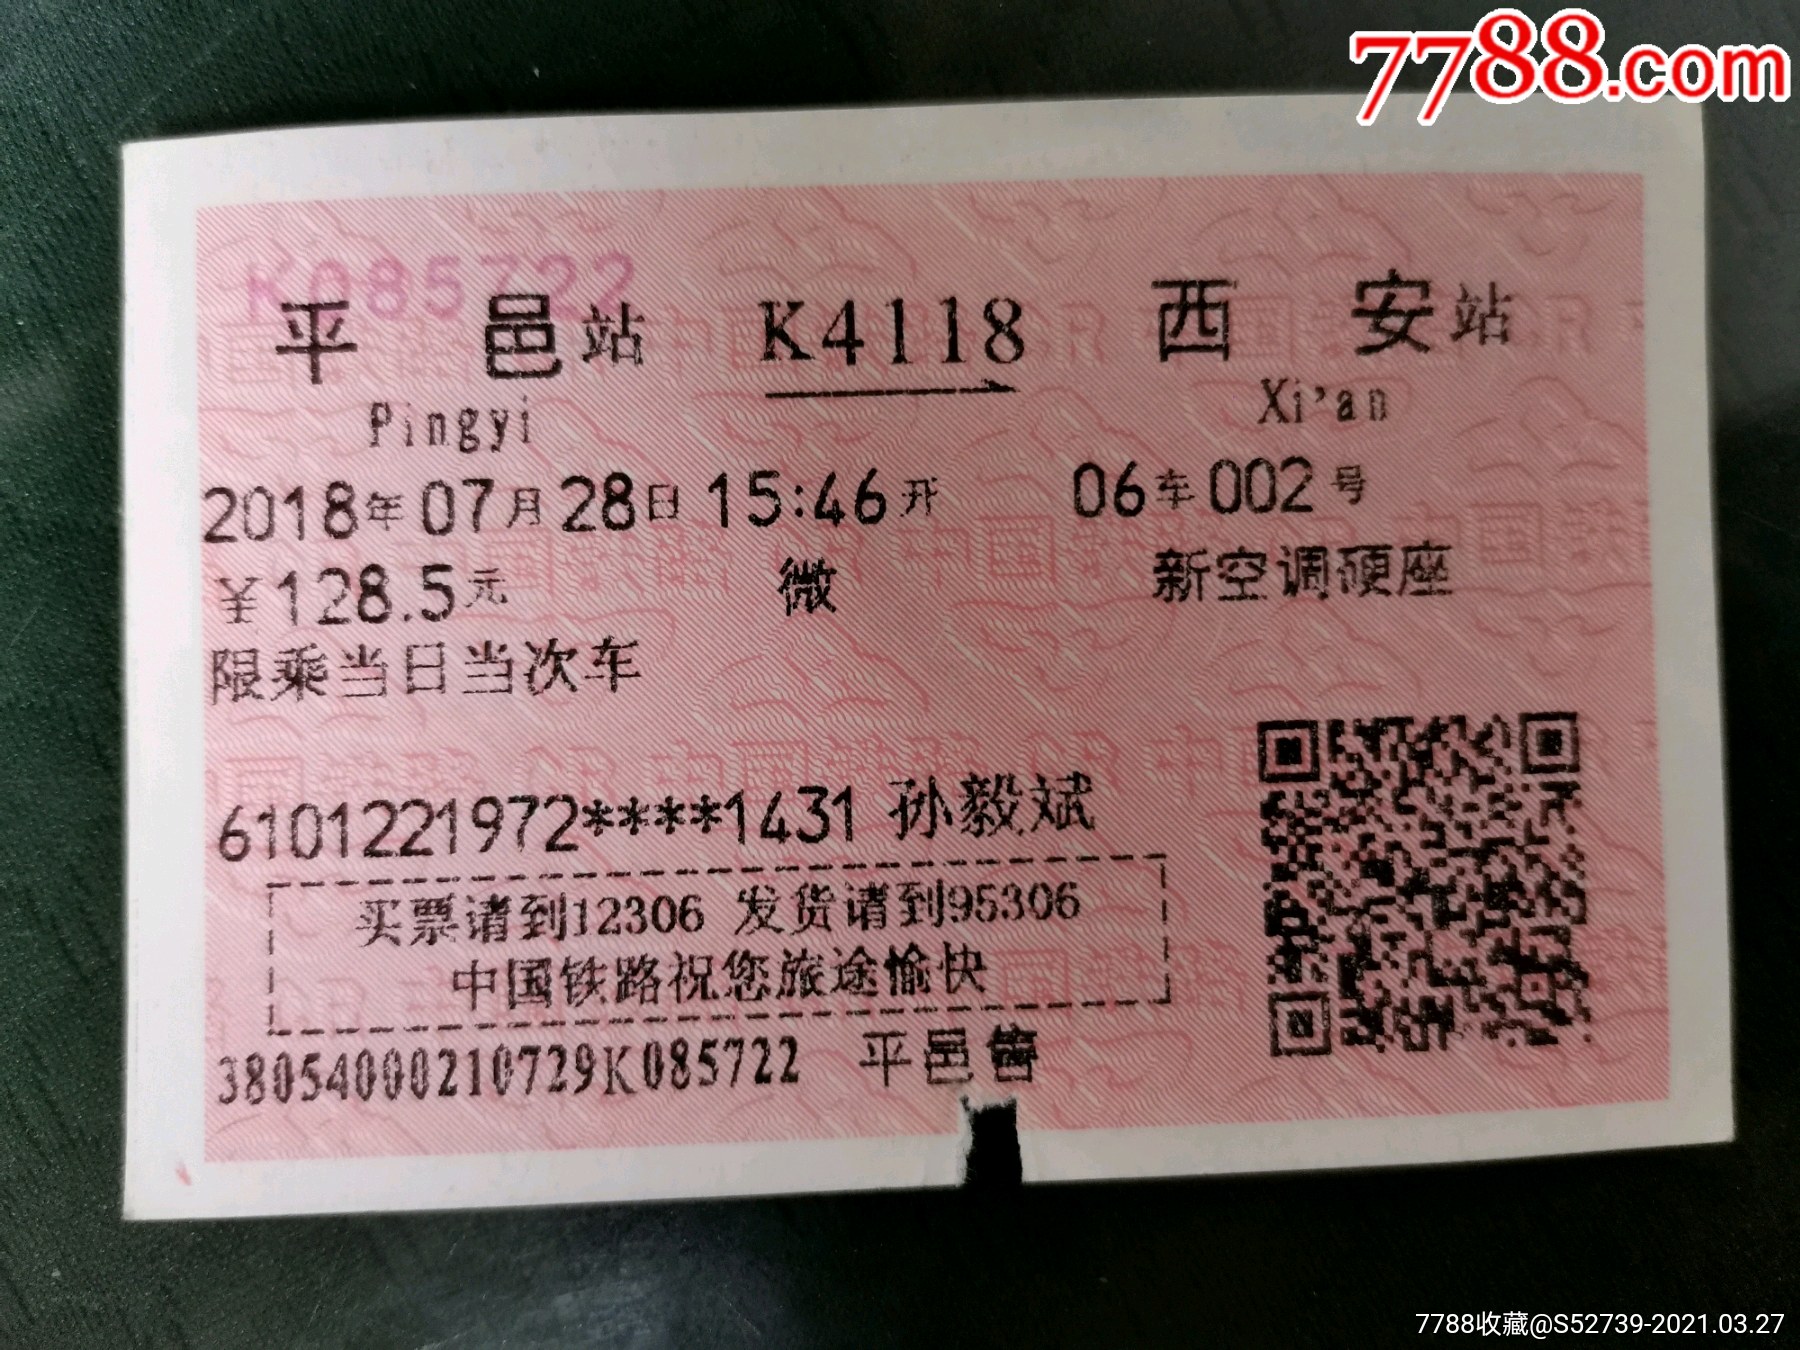 7788.com
K085722
平 邑站 K4118 西 安站
Pingyi Xi'an
2018年07月28日 15:46开 06车002号
￥128.5元 微 新空调硬座
限乘当日当次车
6101221972****1431 孙毅斌
买票请到12306 发货请到95306
中国铁路祝您旅途愉快
38054000210729K085722 平邑售
7788收藏@S52739-2021.03.27